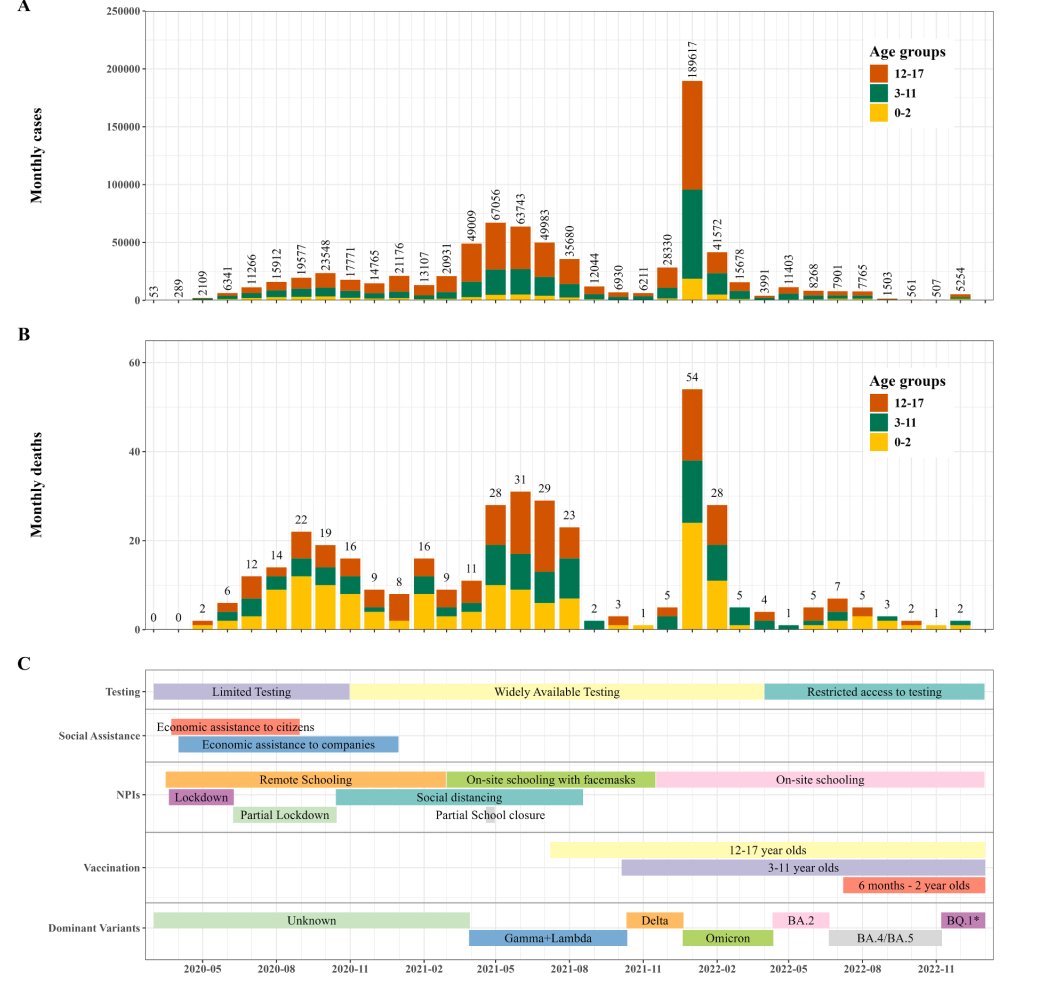 A
Monthly cases
250000
200000
150000
100000
50000
0
53
289
2109
6341
11266
15912
19577
23548
17771
14765
21176
13107
20931
49009
67056
63743
49983
35680
12044
6930
6211
28330
189617
41572
15678
3991
11403
8268
7901
7765
1503
561
507
5254
Age groups
12-17
3-11
0-2
B
Monthly deaths
60
40
20
0
0
0
2
6
12
14
22
19
16
9
8
16
9
11
28
31
29
23
2
3
1
5
54
28
5
4
1
5
7
5
3
2
1
2
Age groups
12-17
3-11
0-2
C
Testing
Limited Testing
Widely Available Testing
Restricted access to testing
Social Assistance
Economic assistance to citizens
Economic assistance to companies
NPIs
Remote Schooling
On-site schooling with facemasks
On-site schooling
Lockdown
Social distancing
Partial Lockdown
Partial School closure
Vaccination
12-17 year olds
3-11 year olds
6 months - 2 year olds
Dominant Variants
Unknown
Delta
BA.2
BQ.1*
Gamma+Lambda
Omicron
BA.4/BA.5
2020-05
2020-08
2020-11
2021-02
2021-05
2021-08
2021-11
2022-02
2022-05
2022-08
2022-11